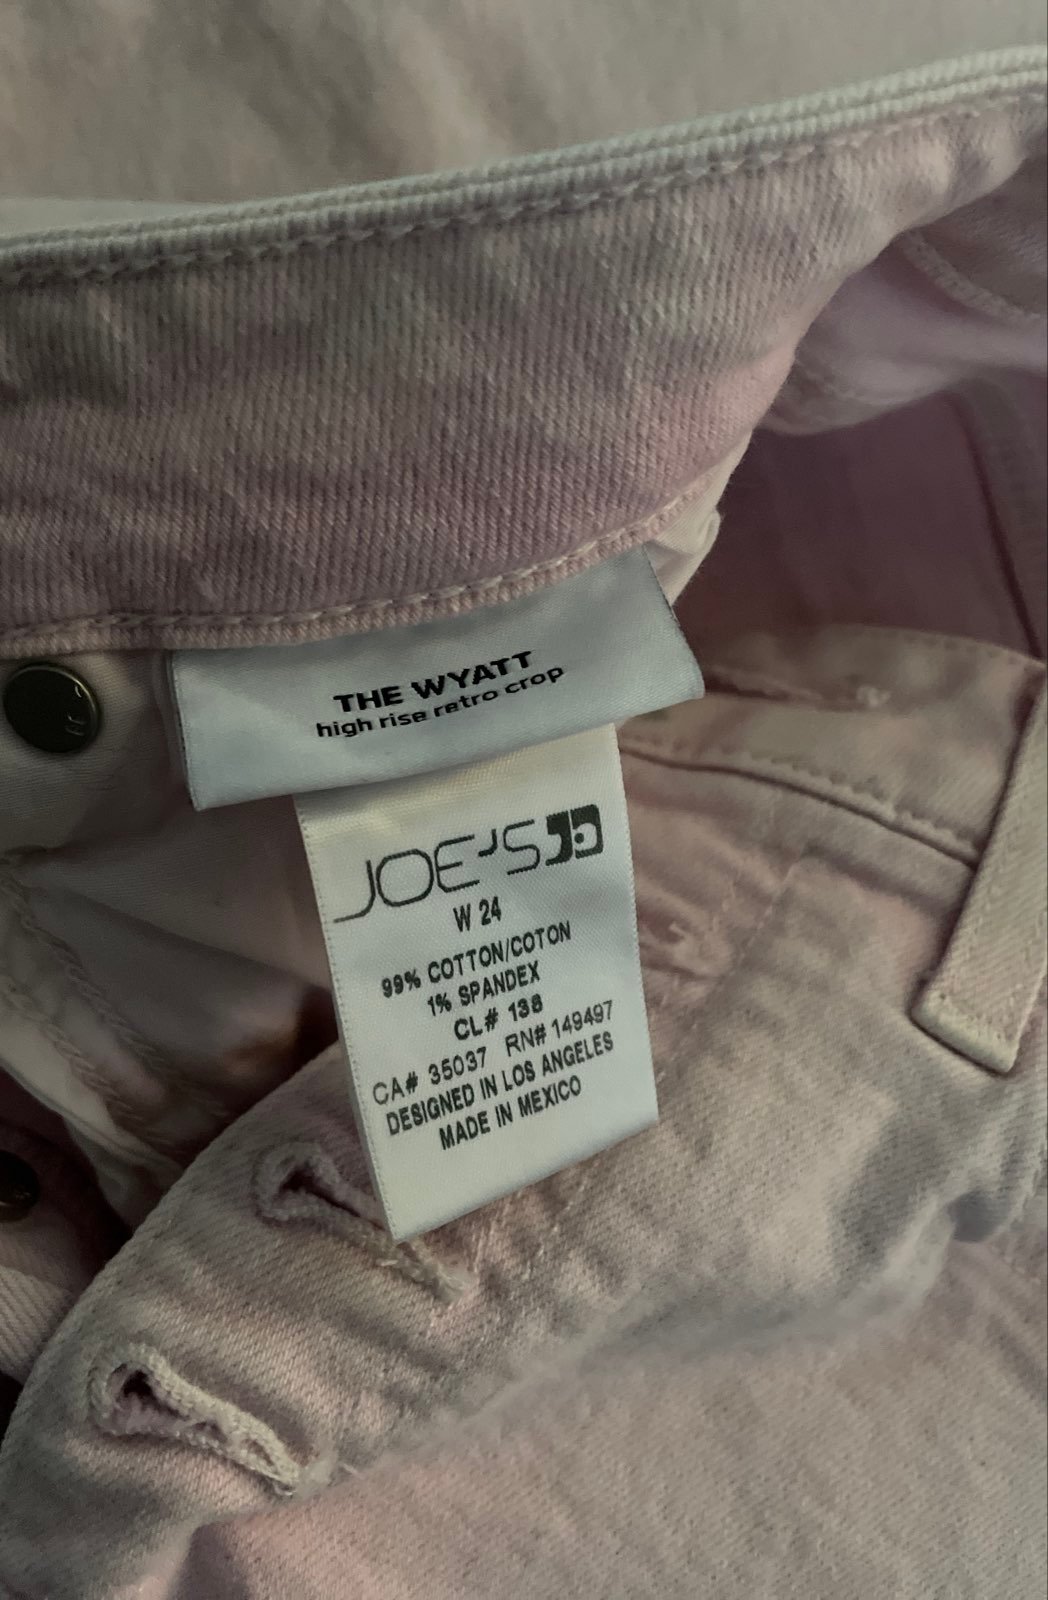 THE WYATT
high rise retro crop
JOE'S
W 24
99% COTTON/COTON
1% SPANDEX
CL# 138
CA# 35037 RN# 149497
DESIGNED IN LOS ANGELES
MADE IN MEXICO